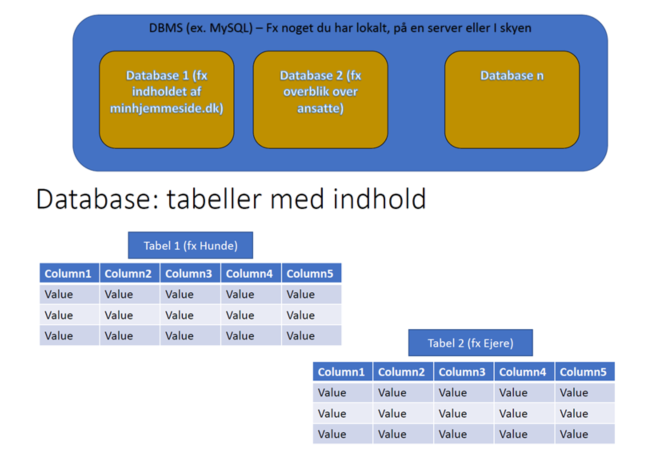 DBMS (ex. MySQL) – Fx noget du har lokalt, på en server eller I skyen
Database 1 (fx
indholdet af
minhjemmeside.dk)
Database 2 (fx
overblik over
ansatte)
Database n
Database: tabeller med indhold
Tabel 1 (fx Hunde)
Column1 Column2 Column3 Column4 Column5
Value Value Value Value Value
Value Value Value Value Value
Value Value Value Value Value
Tabel 2 (fx Ejere)
Column1 Column2 Column3 Column4 Column5
Value Value Value Value Value
Value Value Value Value Value
Value Value Value Value Value